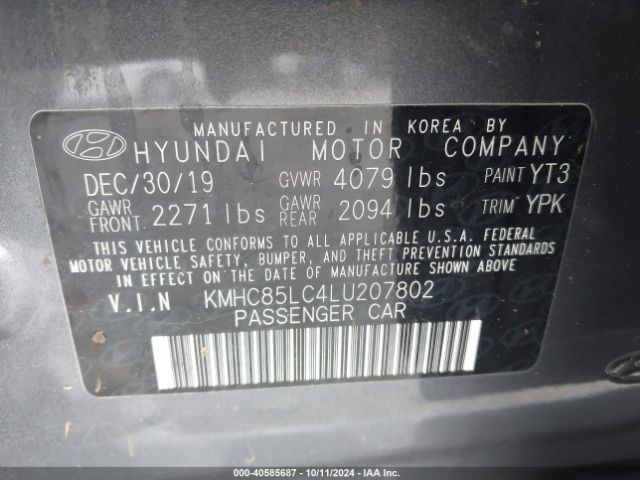 MANUFACTURED IN KOREA BY
HYUNDAI MOTOR COMPANY
DEC/30/19 GVWR 4079 lbs PAINT YT3
GAWR FRONT 2271 lbs GAWR REAR 2094 lbs TRIM YPK
THIS VEHICLE CONFORMS TO ALL APPLICABLE U.S.A. FEDERAL
MOTOR VEHICLE SAFETY, BUMPER, AND THEFT PREVENTION STANDARDS
IN EFFECT ON THE DATE OF MANUFACTURE SHOWN ABOVE
V.I.N KMHC85LC4LU207802
PASSENGER CAR
000-40585687 - 10/11/2024 - IAA Inc.